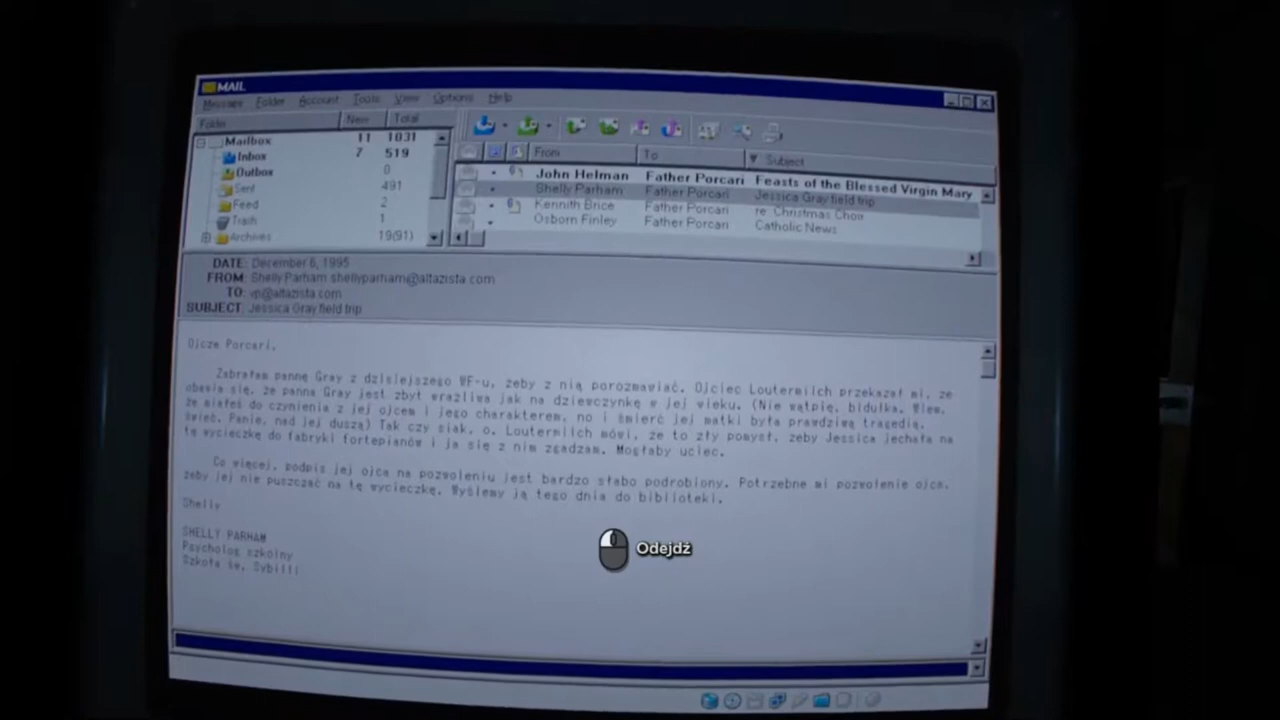 MAIL
Message Folder Account Tools View Options Help
Folder New Total
Mailbox 11 1031
Inbox 7 519
Outbox 0
Sent 491
Feed 2
Trash 1
Archives 19(91)
From To Subject
John Helman Father Porcari Feasts of the Blessed Virgin Mary
Shelly Parham Father Porcari Jessica Gray field trip
Kennith Brice Father Porcari re: Christmas Choir
Osborn Finley Father Porcari Catholic News
DATE: December 6, 1995
FROM: Shelly Parham shellyparham@altazista.com
TO: vp@altazista.com
SUBJECT: Jessica Gray field trip
Ojcze Porcari,
Zabrałam pannę Gray z dzisiejszego WF-u, żeby z nią porozmawiać. Ojciec Loutermilch przekazał mi, że
obawia się, że panna Gray jest zbyt wrażliwa jak na dziewczynkę w jej wieku. (Nie wątpię, bidulka. Wiem,
że miałeś do czynienia z jej ojcem i jego charakterem, no i śmierć jej matki była prawdziwą tragedią,
świeć, Panie, nad jej duszą) Tak czy siak, o. Loutermilch mówi, że to zły pomysł, żeby Jessica jechała na
tę wycieczkę do fabryki fortepianów i ja się z nim zgadzam. Mogłaby uciec.
Co więcej, podpis jej ojca na pozwoleniu jest bardzo słabo podrobiony. Potrzebne mi pozwolenie ojca,
żeby jej nie puszczać na tę wycieczkę. Wyślemy ją tego dnia do biblioteki.
Shelly
SHELLY PARHAM
Psycholog szkolny
Szkoła św. Sybilli
Odejdź